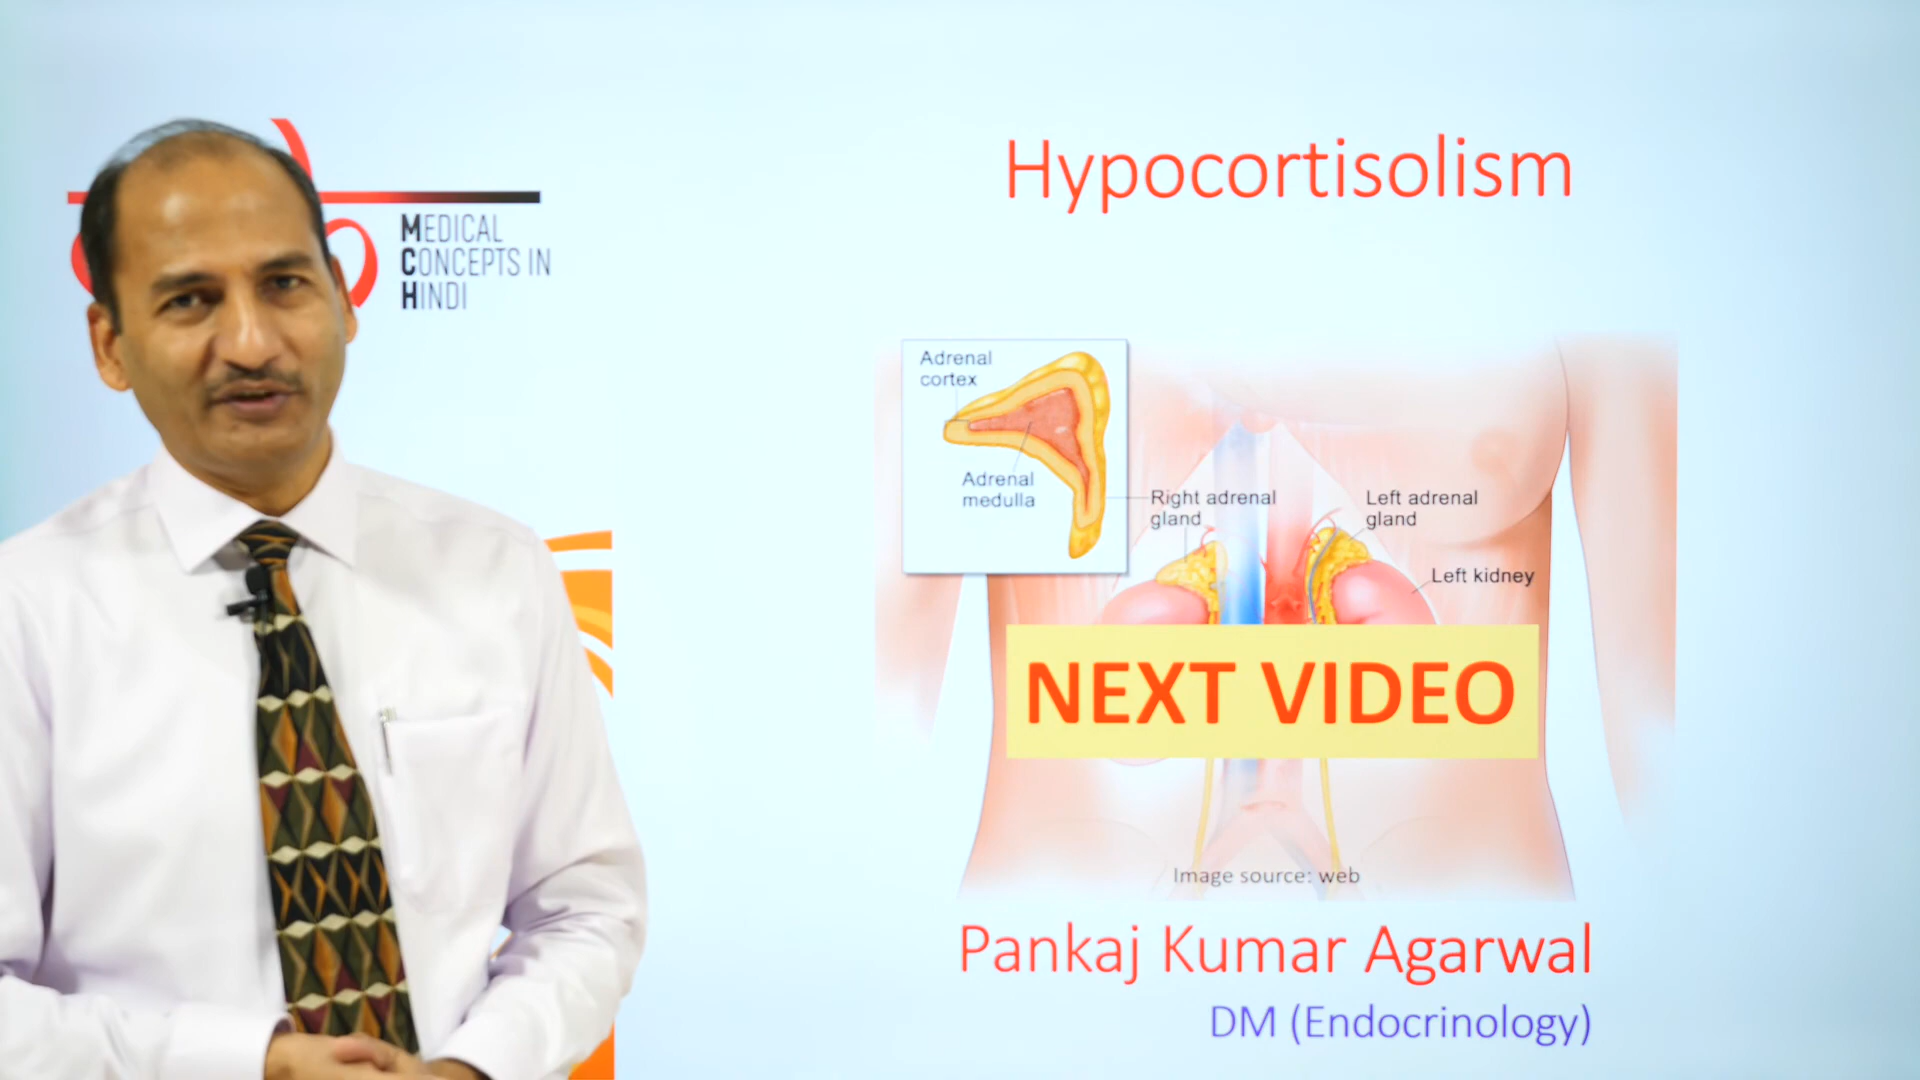 MEDICAL
CONCEPTS IN
HINDI
Hypocortisolism
Adrenal
cortex
Adrenal
medulla
Right adrenal
gland
Left adrenal
gland
Left kidney
NEXT VIDEO
Image source: web
Pankaj Kumar Agarwal
DM (Endocrinology)